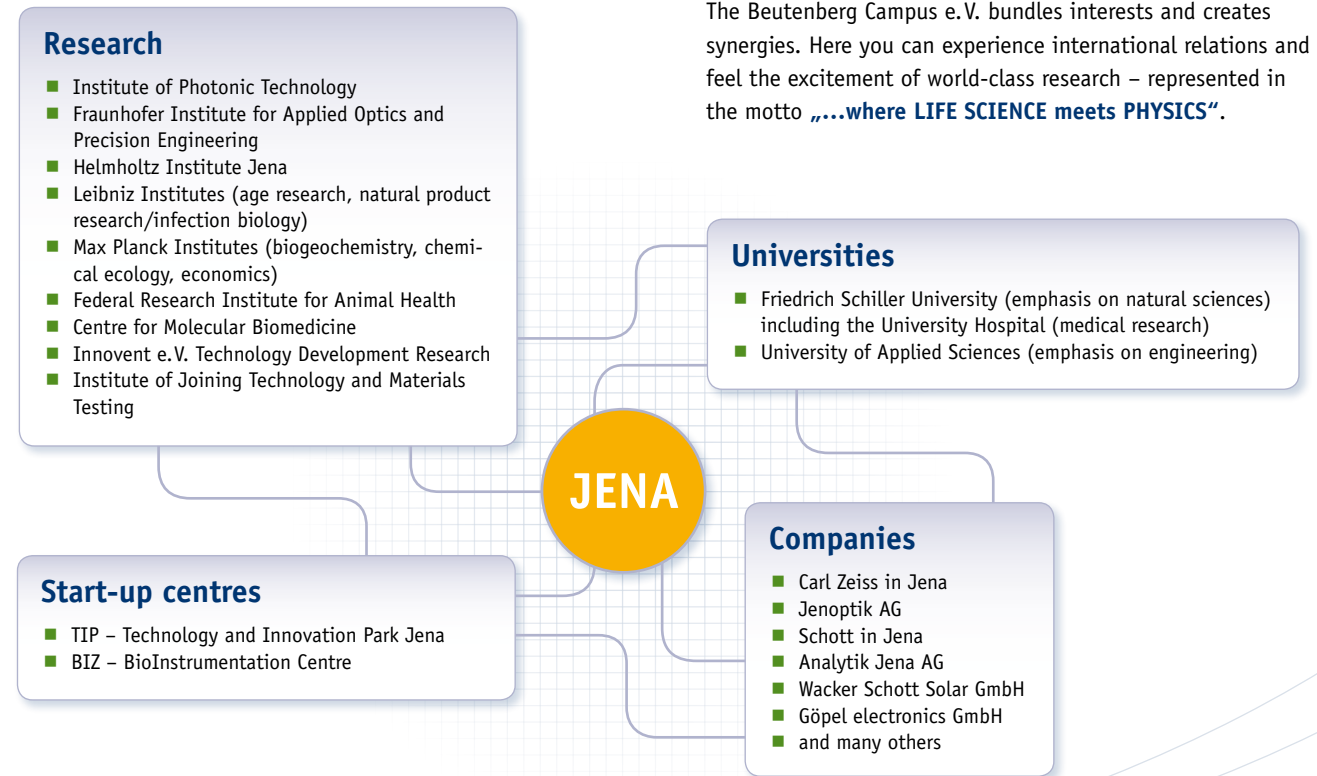 The Beutenberg Campus e.V. bundles interests and creates
synergies. Here you can experience international relations and
feel the excitement of world-class research – represented in
the motto „...where LIFE SCIENCE meets PHYSICS“.
Research
Institute of Photonic Technology
Fraunhofer Institute for Applied Optics and
Precision Engineering
Helmholtz Institute Jena
Leibniz Institutes (age research, natural product
research/infection biology)
Max Planck Institutes (biogeochemistry, chemi-
cal ecology, economics)
Federal Research Institute for Animal Health
Centre for Molecular Biomedicine
Innovent e.V. Technology Development Research
Institute of Joining Technology and Materials
Testing
Universities
Friedrich Schiller University (emphasis on natural sciences)
including the University Hospital (medical research)
University of Applied Sciences (emphasis on engineering)
JENA
Start-up centres
TIP – Technology and Innovation Park Jena
BIZ – BioInstrumentation Centre
Companies
Carl Zeiss in Jena
Jenoptik AG
Schott in Jena
Analytik Jena AG
Wacker Schott Solar GmbH
Göpel electronics GmbH
and many others